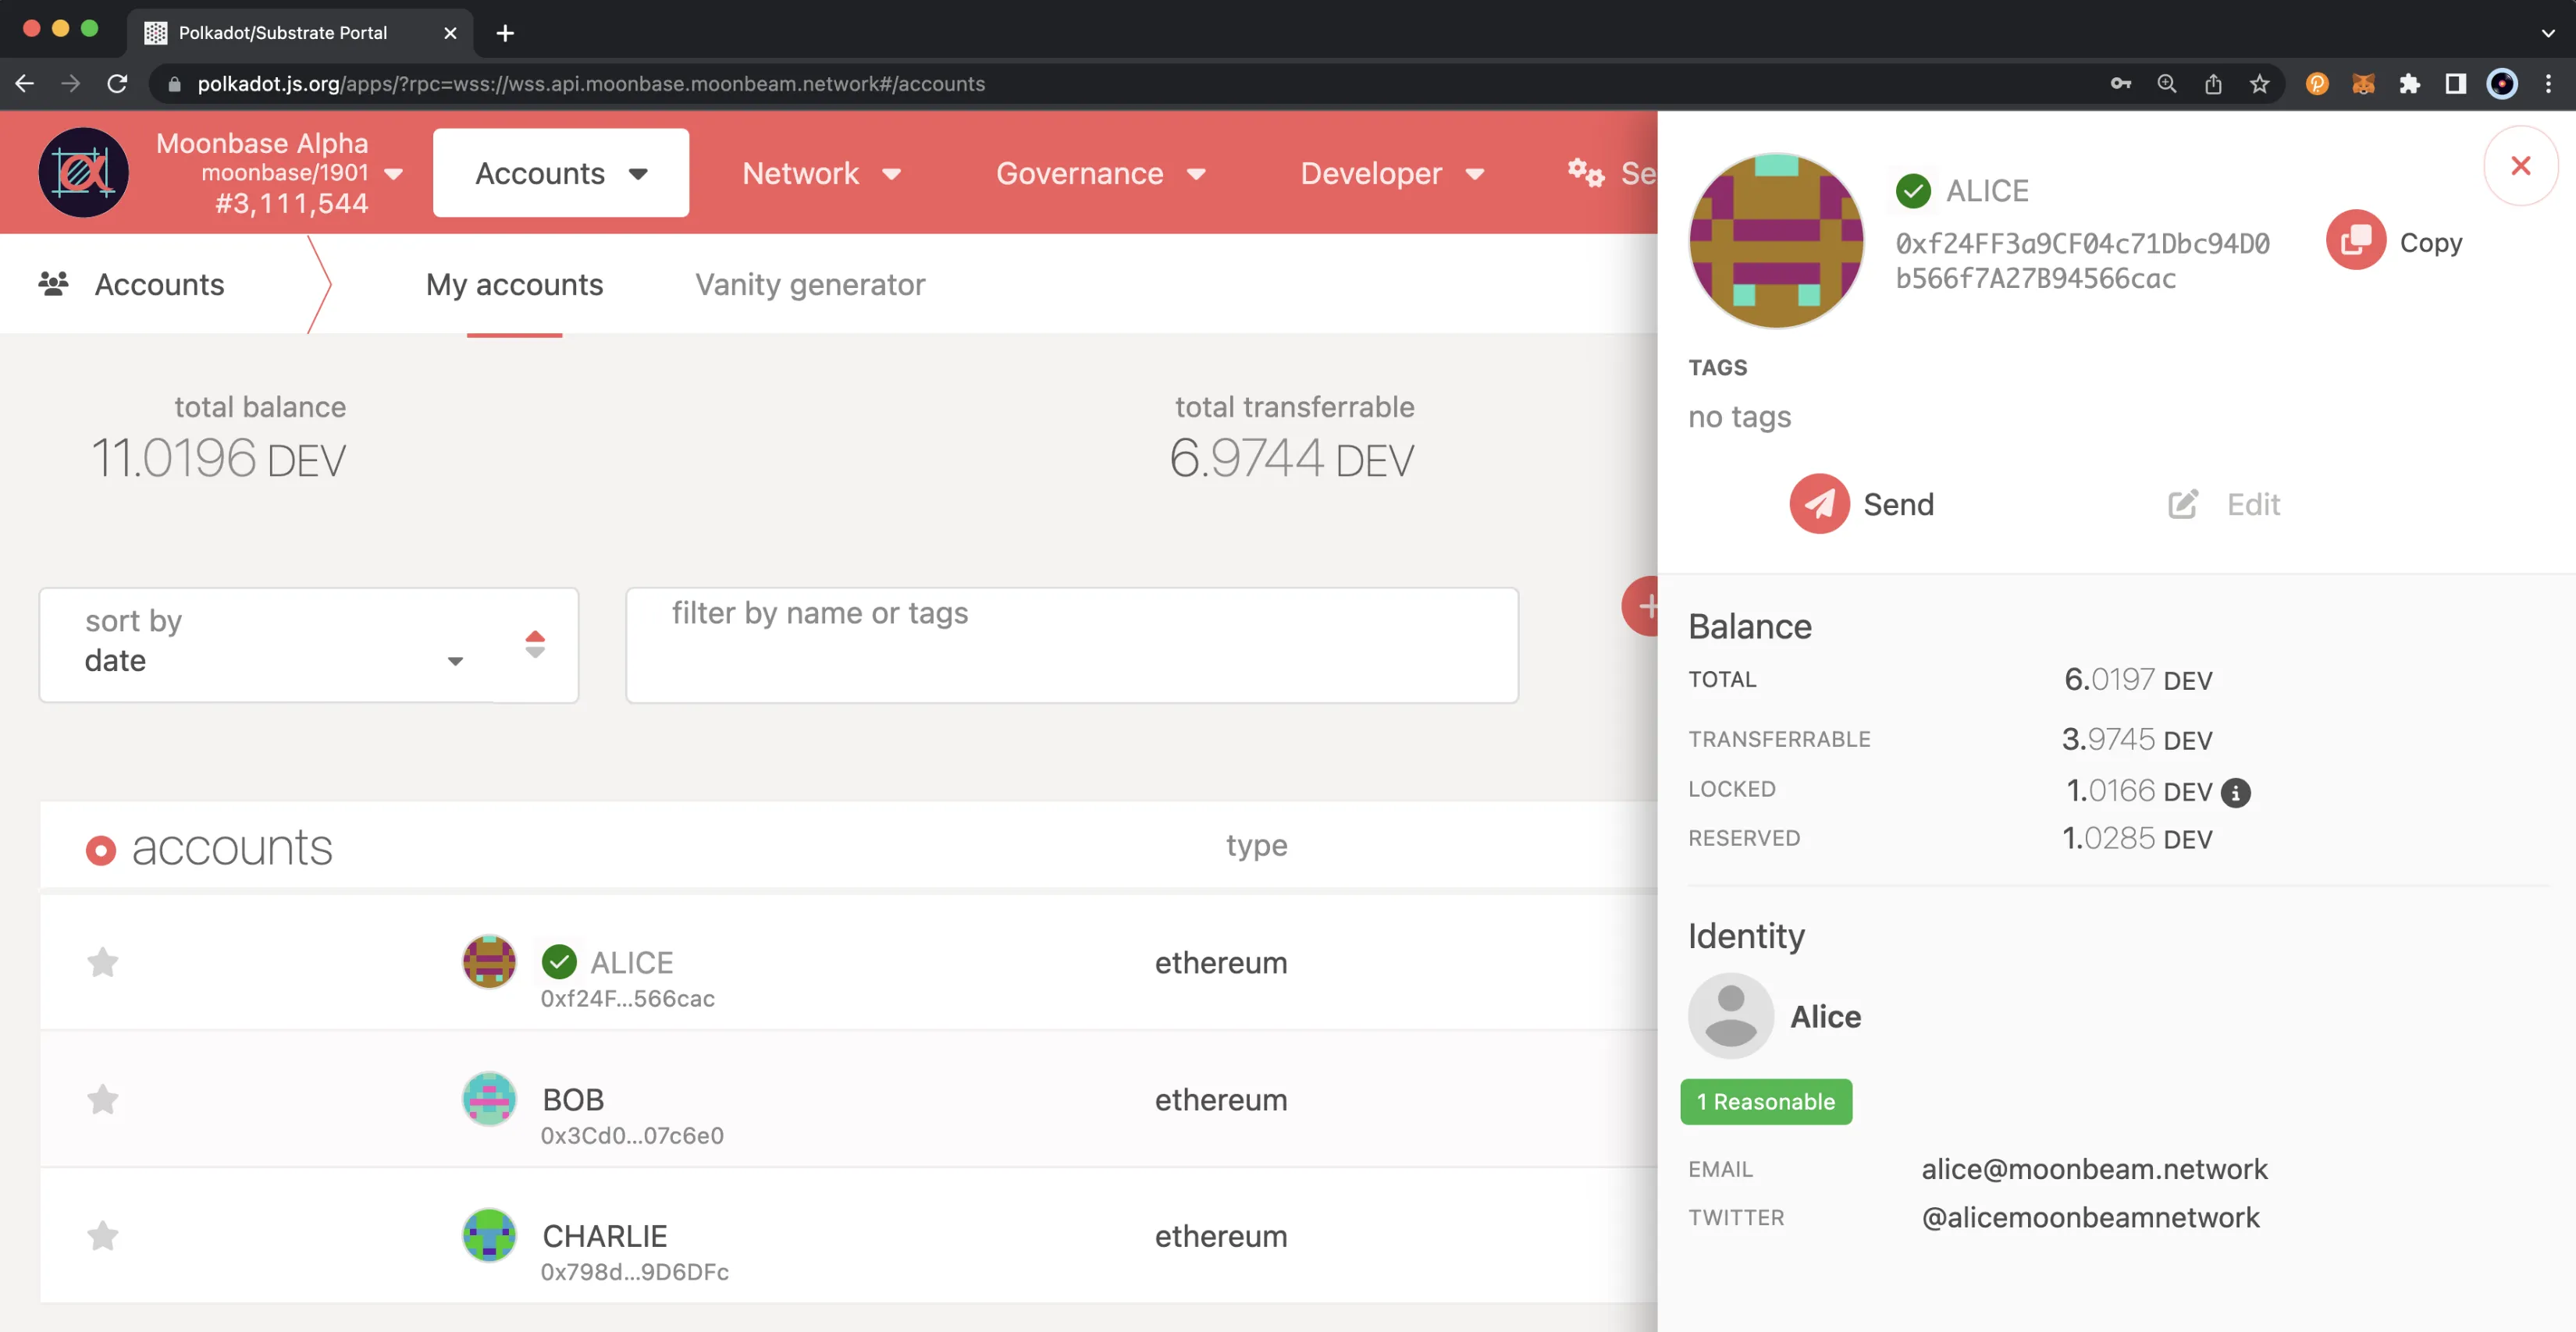 Polkadot/Substrate Portal
polkadot.js.org/apps/?rpc=wss://wss.api.moonbase.moonbeam.network#/accounts
Moonbase Alpha
moonbase/1901
#3,111,544
Accounts
Network
Governance
Developer
Se
Accounts
My accounts
Vanity generator
total balance
11.0196 DEV
total transferrable
6.9744 DEV
sort by
date
filter by name or tags
accounts
type
ALICE
0xf24F...566cac
ethereum
BOB
0x3Cd0...07c6e0
ethereum
CHARLIE
0x798d...9D6DFc
ethereum
ALICE
0xf24FF3a9CF04c71Dbc94D0
b566f7A27B94566cac
Copy
TAGS
no tags
Send
Edit
Balance
TOTAL 6.0197 DEV
TRANSFERRABLE 3.9745 DEV
LOCKED 1.0166 DEV
RESERVED 1.0285 DEV
Identity
Alice
1 Reasonable
EMAIL alice@moonbeam.network
TWITTER @alicemoonbeamnetwork